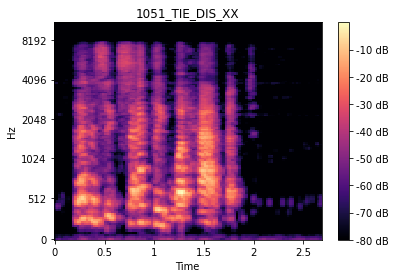 1051_TIE_DIS_XX
8192
4096
2048
1024
512
0
Hz
0
0.5
1
1.5
2
2.5
Time
-10 dB
-20 dB
-30 dB
-40 dB
-50 dB
-60 dB
-70 dB
-80 dB